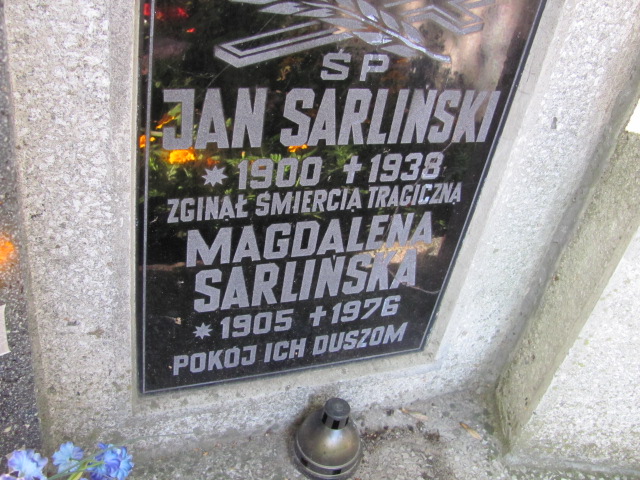 ŚP
JAN SARLIŃSKI
* 1900 † 1938
ZGINĄŁ ŚMIERCIĄ TRAGICZNĄ
MAGDALENA
SARLIŃSKA
* 1905 † 1976
POKÓJ ICH DUSZOM